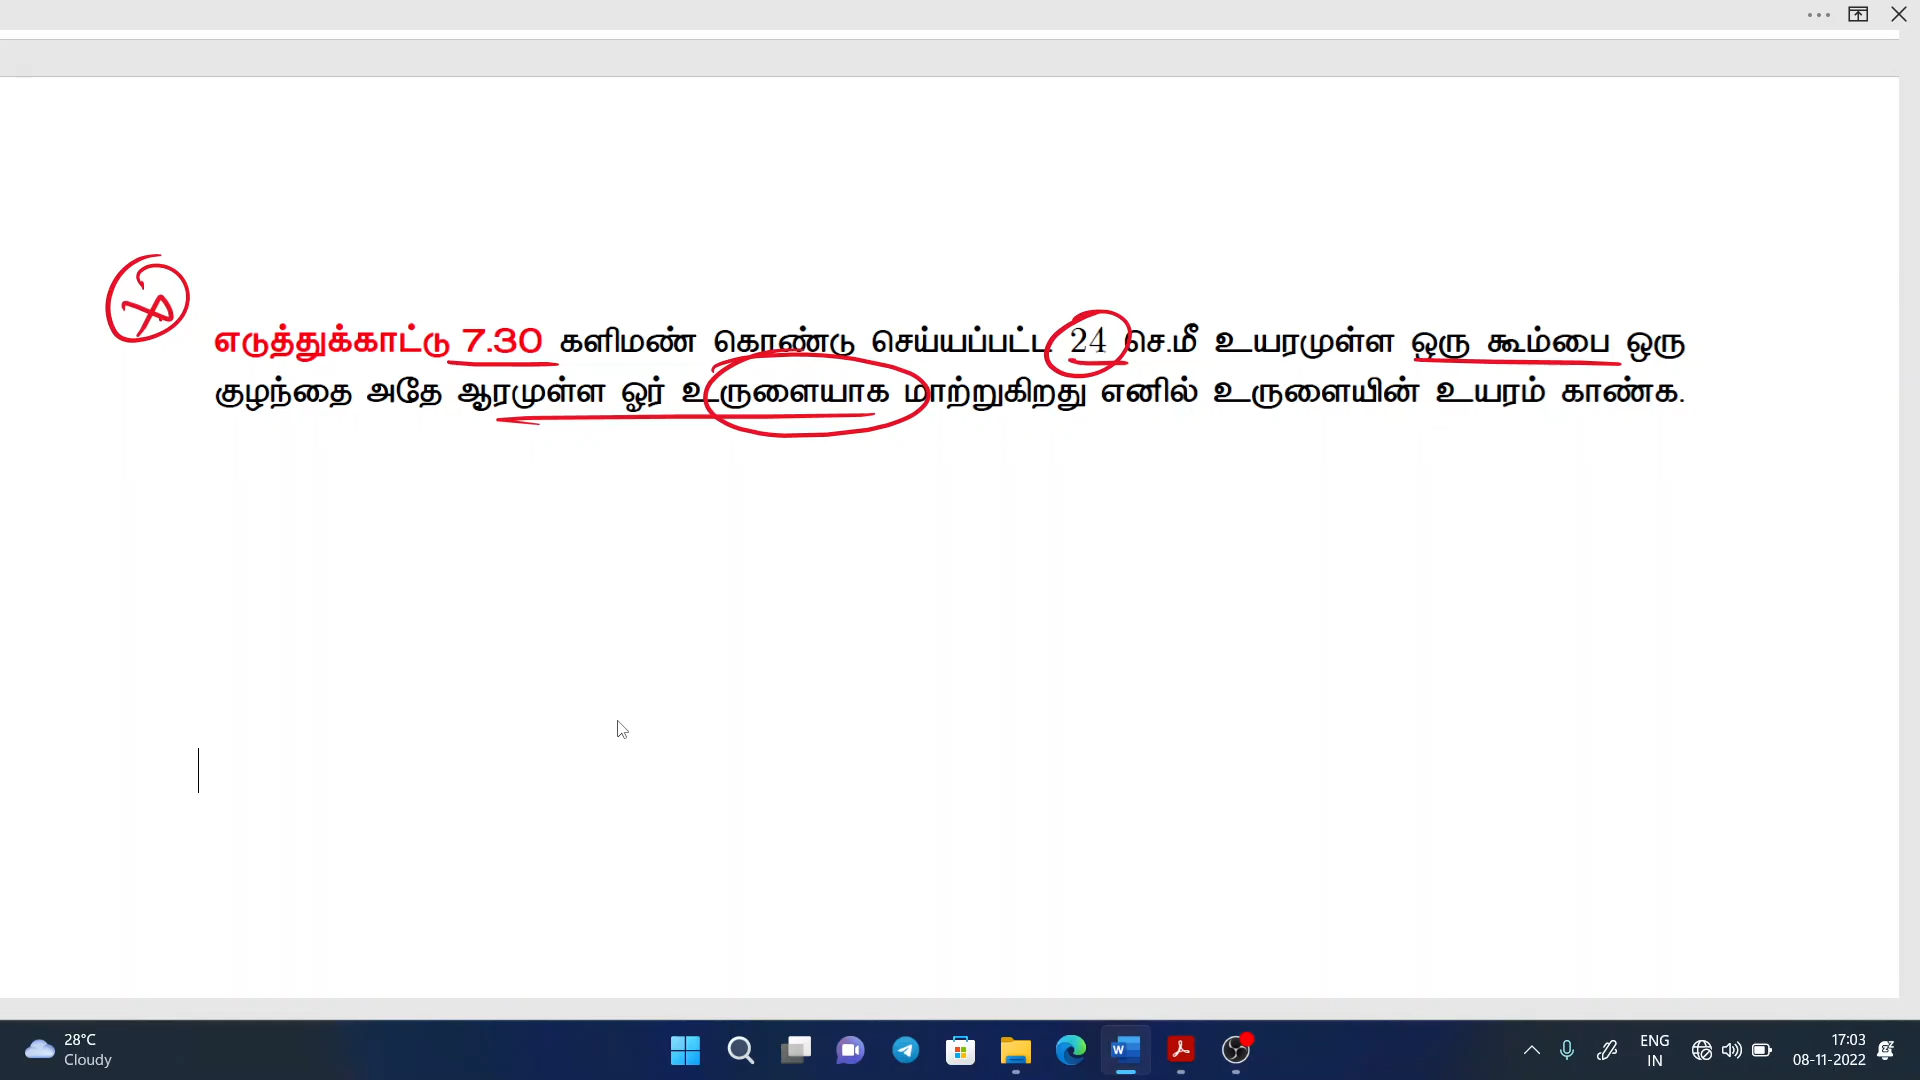 எடுத்துக்காட்டு 7.30 களிமண் கொண்டு செய்யப்பட்ட 24 செ.மீ உயரமுள்ள ஒரு கூம்பை ஒரு
குழந்தை அதே ஆரமுள்ள ஓர் உருளையாக மாற்றுகிறது எனில் உருளையின் உயரம் காண்க.
28°C
Cloudy
ENG
IN
17:03
08-11-2022